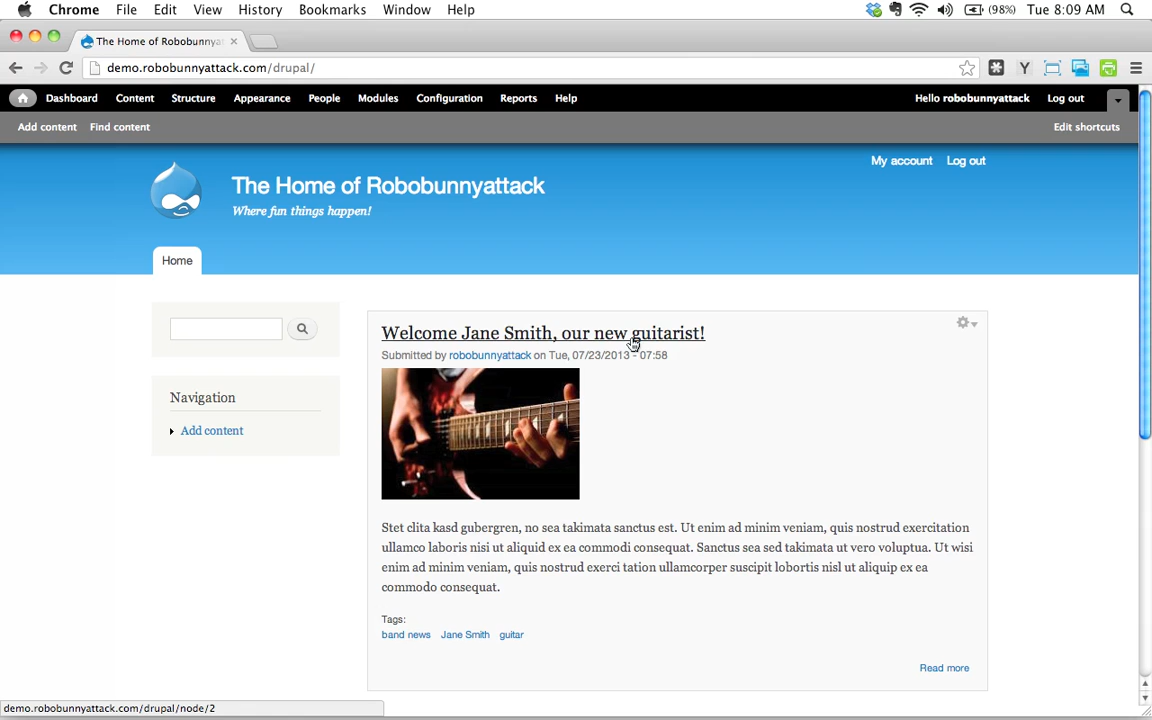 Chrome File Edit View History Bookmarks Window Help (98%) Tue 8:09 AM
The Home of Robobunnyat
demo.robobunnyattack.com/drupal/
Dashboard Content Structure Appearance People Modules Configuration Reports Help Hello robobunnyattack Log out
Add content Find content Edit shortcuts
My account Log out
The Home of Robobunnyattack
Where fun things happen!
Home
Welcome Jane Smith, our new guitarist!
Submitted by robobunnyattack on Tue, 07/23/2013 - 07:58
Navigation
Add content
Stet clita kasd gubergren, no sea takimata sanctus est. Ut enim ad minim veniam, quis nostrud exercitation
ullamco laboris nisi ut aliquid ex ea commodi consequat. Sanctus sea sed takimata ut vero voluptua. Ut wisi
enim ad minim veniam, quis nostrud exerci tation ullamcorper suscipit lobortis nisl ut aliquip ex ea
commodo consequat.
Tags:
band news Jane Smith guitar
Read more
demo.robobunnyattack.com/drupal/node/2